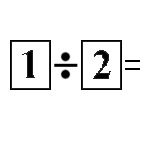 1 ÷ 2 =